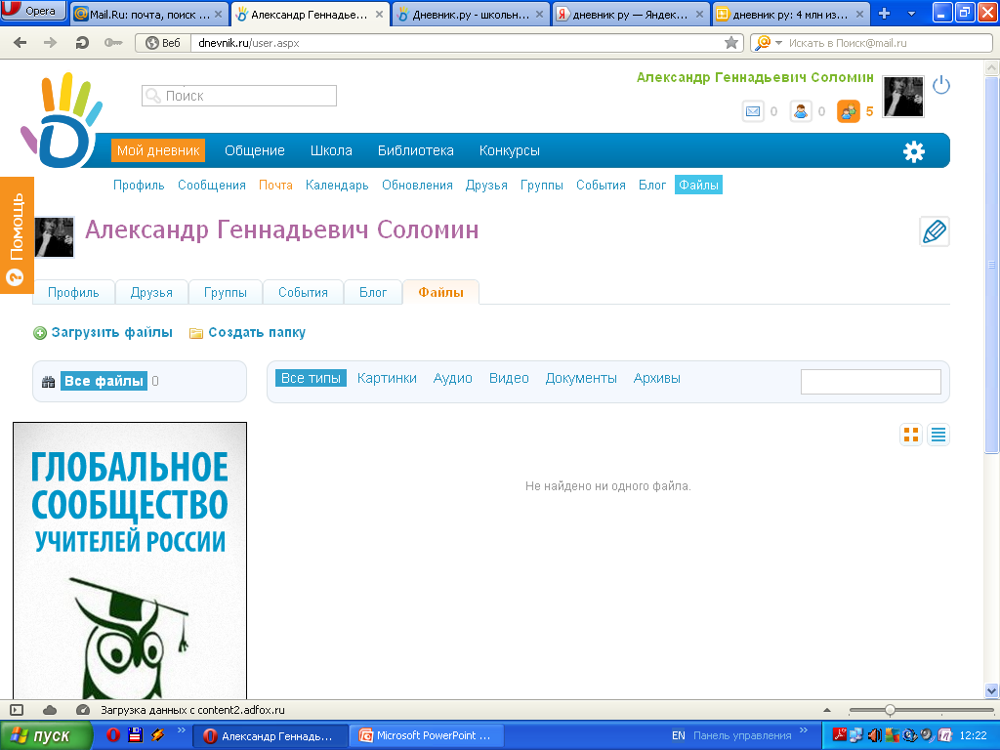 Opera
Mail.Ru: почта, поиск ...
Александр Геннадье...
Дневник.ру - школьн...
дневник ру — Яндек...
дневник ру: 4 млн из...
Веб
dnevnik.ru/user.aspx
Искать в Поиск@mail.ru
Александр Геннадьевич Соломин
Поиск
0
0
5
Мой дневник Общение Школа Библиотека Конкурсы
Профиль Сообщения Почта Календарь Обновления Друзья Группы События Блог Файлы
Помощь
Александр Геннадьевич Соломин
Профиль Друзья Группы События Блог Файлы
Загрузить файлы Создать папку
Все файлы 0
Все типы Картинки Аудио Видео Документы Архивы
ГЛОБАЛЬНОЕ
СООБЩЕСТВО
УЧИТЕЛЕЙ РОССИИ
Не найдено ни одного файла.
Загрузка данных с content2.adfox.ru
пуск
Александр Геннадь...
Microsoft PowerPoint ...
EN
Панель управления
12:22